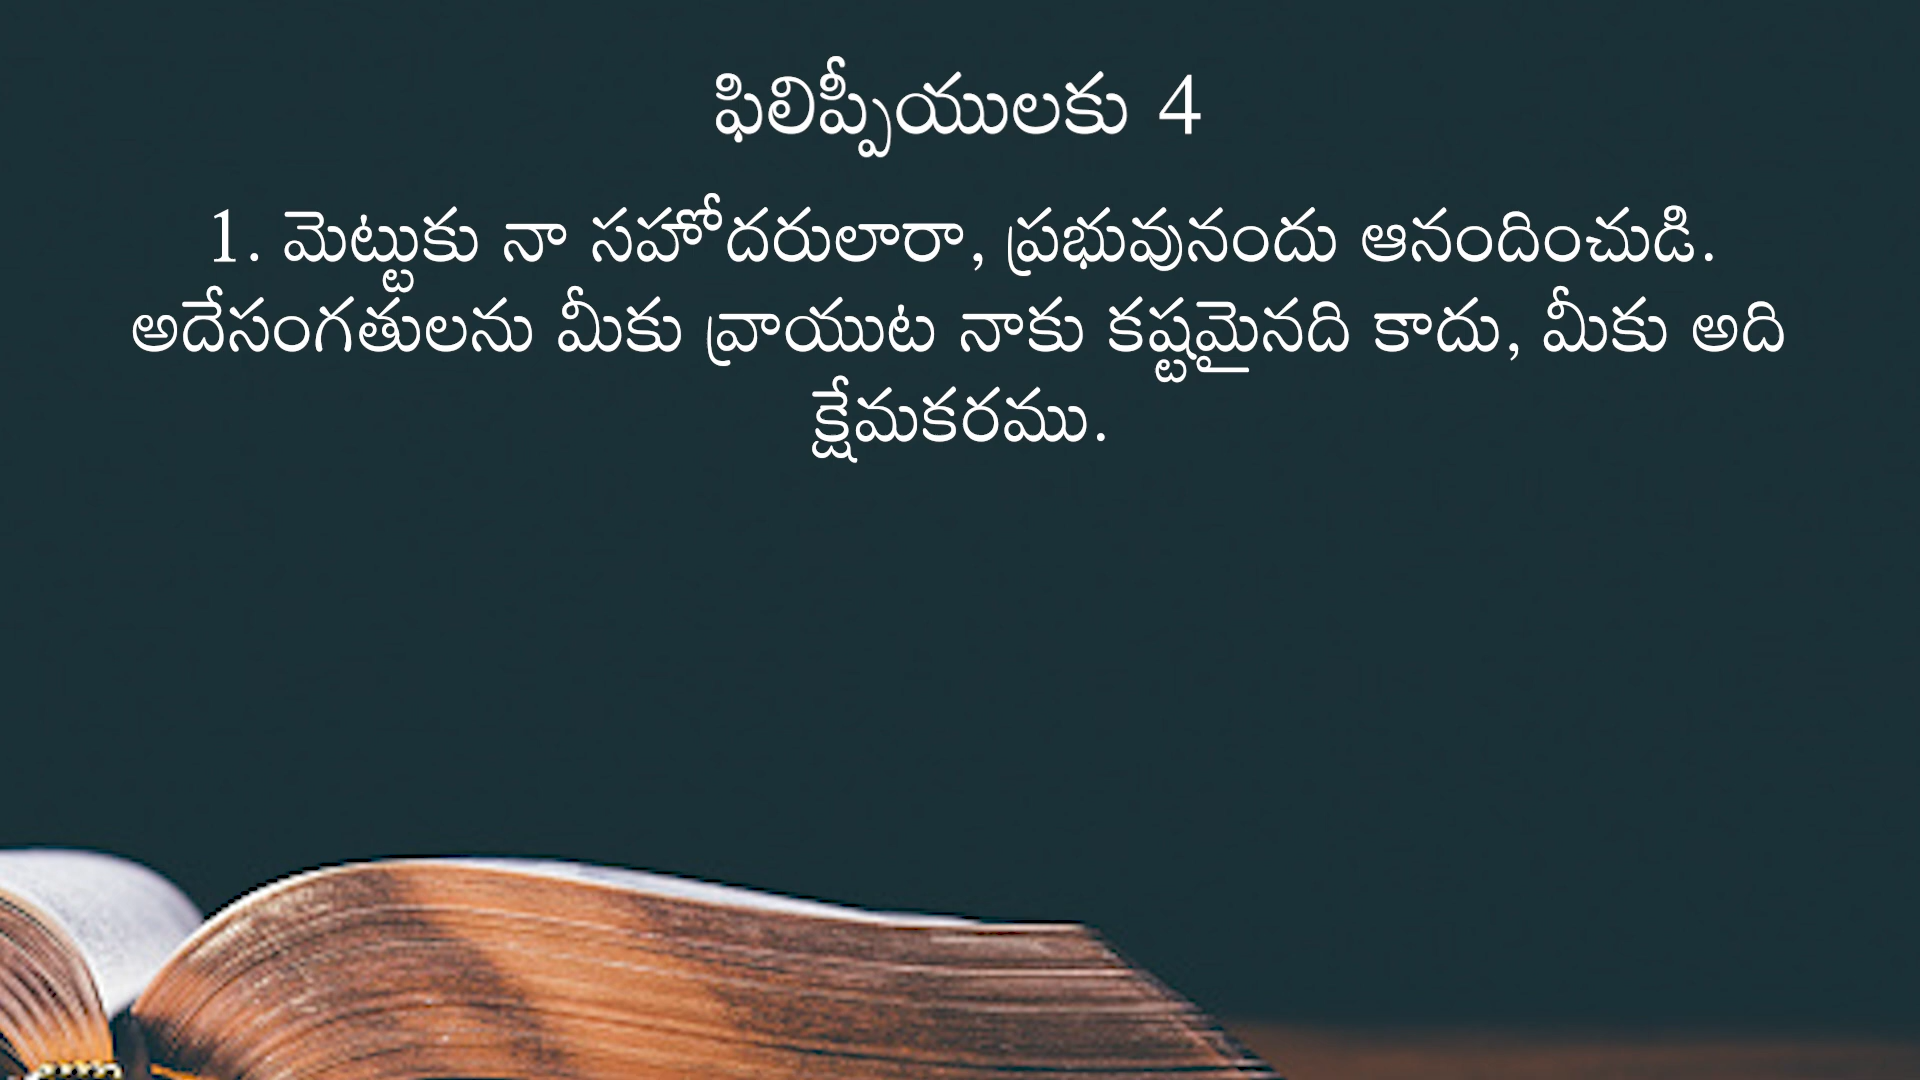 ఫిలిప్పీయులకు 4
1. మెట్టుకు నా సహోదరులారా, ప్రభువునందు ఆనందించుడి.
అదేసంగతులను మీకు వ్రాయుట నాకు కష్టమైనది కాదు, మీకు అది
క్షేమకరము.